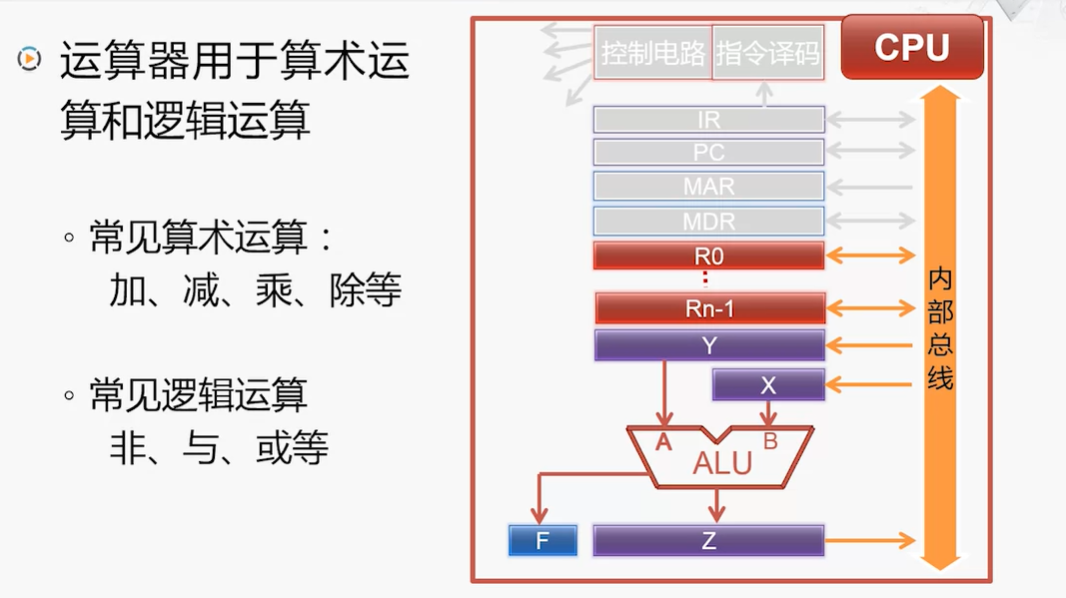 运算器用于算术运
算和逻辑运算
常见算术运算：
加、减、乘、除等
常见逻辑运算
非、与、或等
CPU
控制电路 指令译码
IR
PC
MAR
MDR
R0
Rn-1
Y
X
A B
ALU
F
Z
内部总线